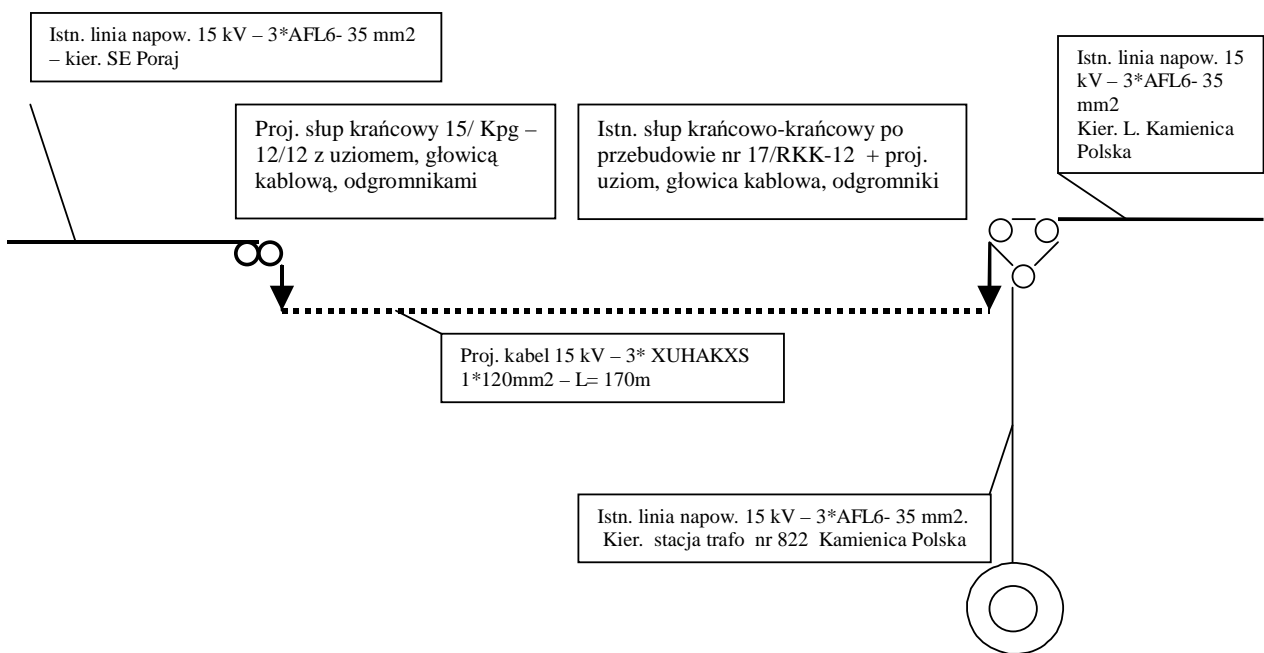 Istn. linia napow. 15 kV – 3*AFL6- 35 mm2
– kier. SE Poraj
Proj. słup krańcowy 15/ Kpg –
12/12 z uziomem, głowicą
kablową, odgromnikami
Istn. słup krańcowo-krańcowy po
przebudowie nr 17/RKK-12 + proj.
uziom, głowica kablowa, odgromniki
Istn. linia napow. 15
kV – 3*AFL6- 35
mm2
Kier. L. Kamienica
Polska
Proj. kabel 15 kV – 3* XUHAKXS
1*120mm2 – L= 170m
Istn. linia napow. 15 kV – 3*AFL6- 35 mm2.
Kier. stacja trafo nr 822 Kamienica Polska